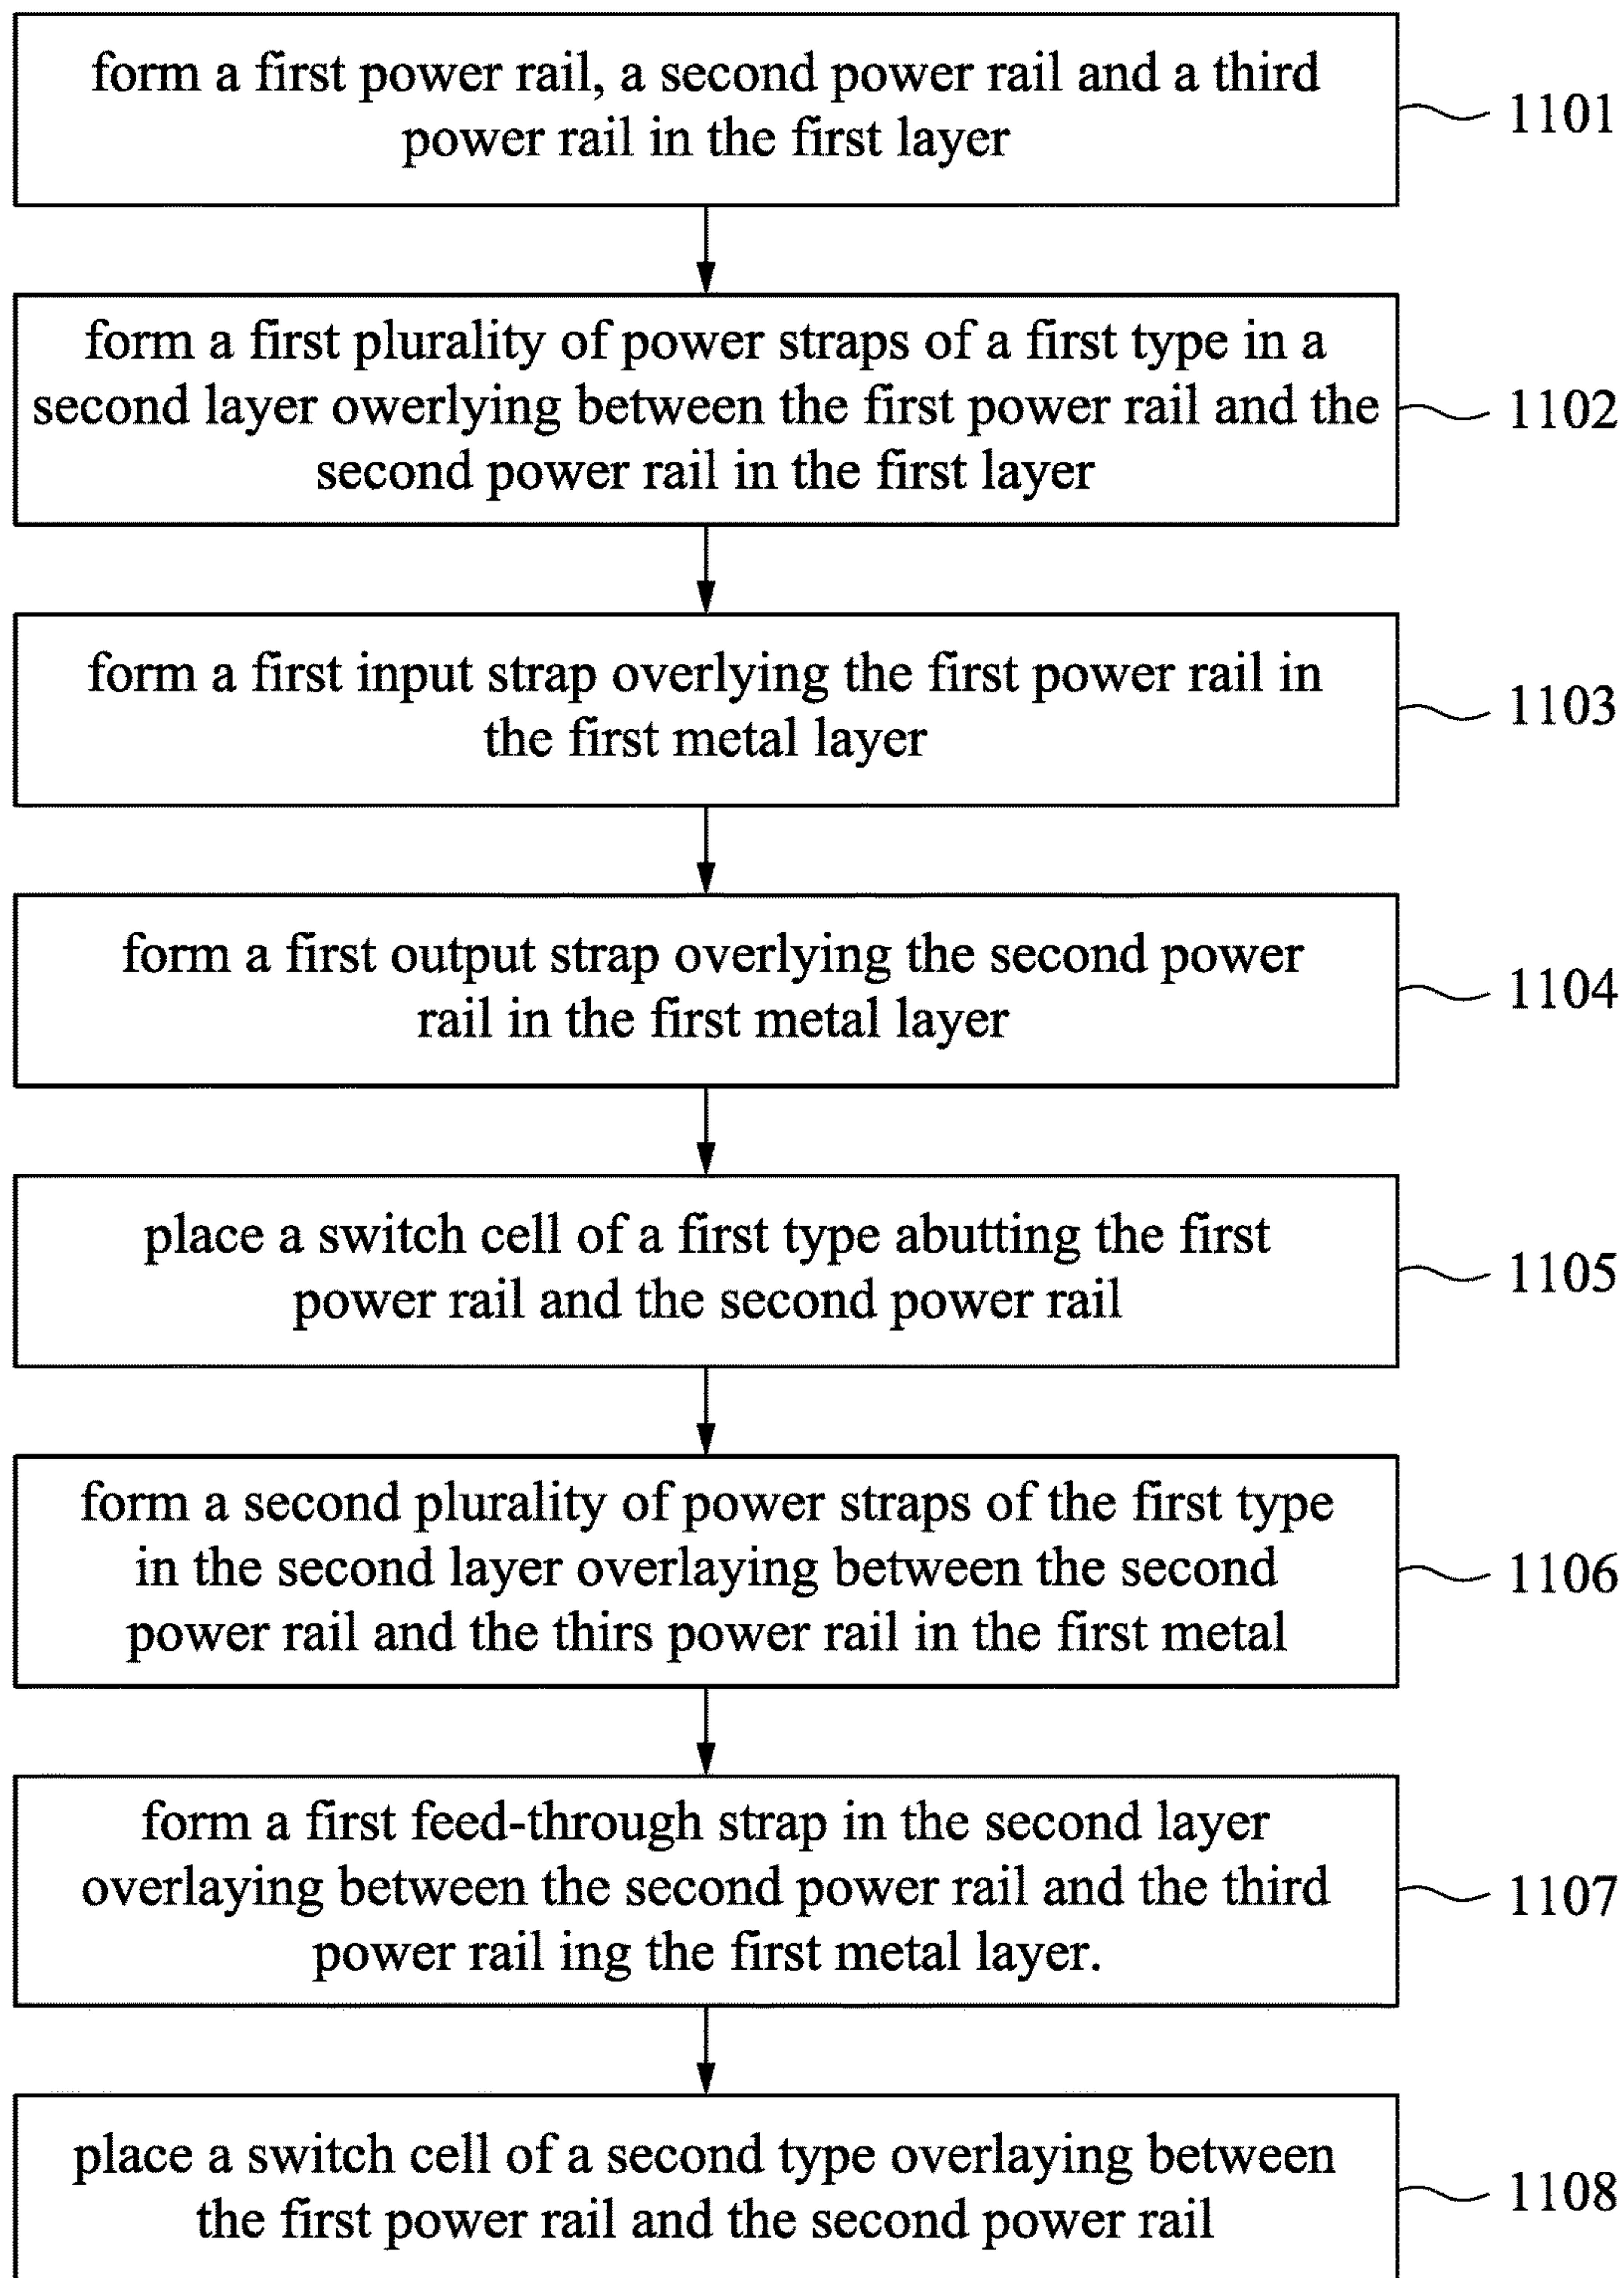 form a first power rail, a second power rail and a third
power rail in the first layer
1101
form a first plurality of power straps of a first type in a
second layer owerlying between the first power rail and the
second power rail in the first layer
1102
form a first input strap overlying the first power rail in
the first metal layer
1103
form a first output strap overlying the second power
rail in the first metal layer
1104
place a switch cell of a first type abutting the first
power rail and the second power rail
1105
form a second plurality of power straps of the first type
in the second layer overlaying between the second
power rail and the thirs power rail in the first metal
1106
form a first feed-through strap in the second layer
overlaying between the second power rail and the third
power rail ing the first metal layer.
1107
place a switch cell of a second type overlaying between
the first power rail and the second power rail
1108